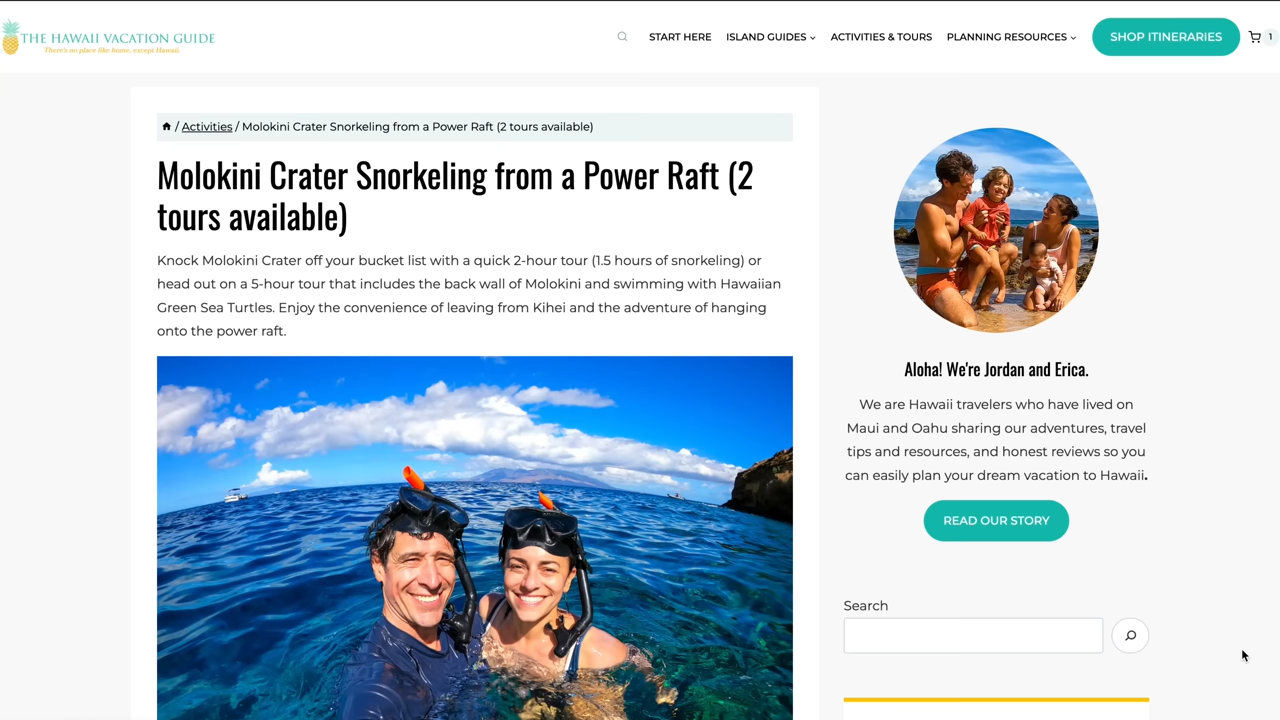 THE HAWAII VACATION GUIDE
There's no place like home, except Hawaii.
START HERE
ISLAND GUIDES
ACTIVITIES & TOURS
PLANNING RESOURCES
SHOP ITINERARIES
1
/ Activities / Molokini Crater Snorkeling from a Power Raft (2 tours available)
Molokini Crater Snorkeling from a Power Raft (2
tours available)
Knock Molokini Crater off your bucket list with a quick 2-hour tour (1.5 hours of snorkeling) or
head out on a 5-hour tour that includes the back wall of Molokini and swimming with Hawaiian
Green Sea Turtles. Enjoy the convenience of leaving from Kihei and the adventure of hanging
onto the power raft.
Aloha! We're Jordan and Erica.
We are Hawaii travelers who have lived on
Maui and Oahu sharing our adventures, travel
tips and resources, and honest reviews so you
can easily plan your dream vacation to Hawaii.
READ OUR STORY
Search